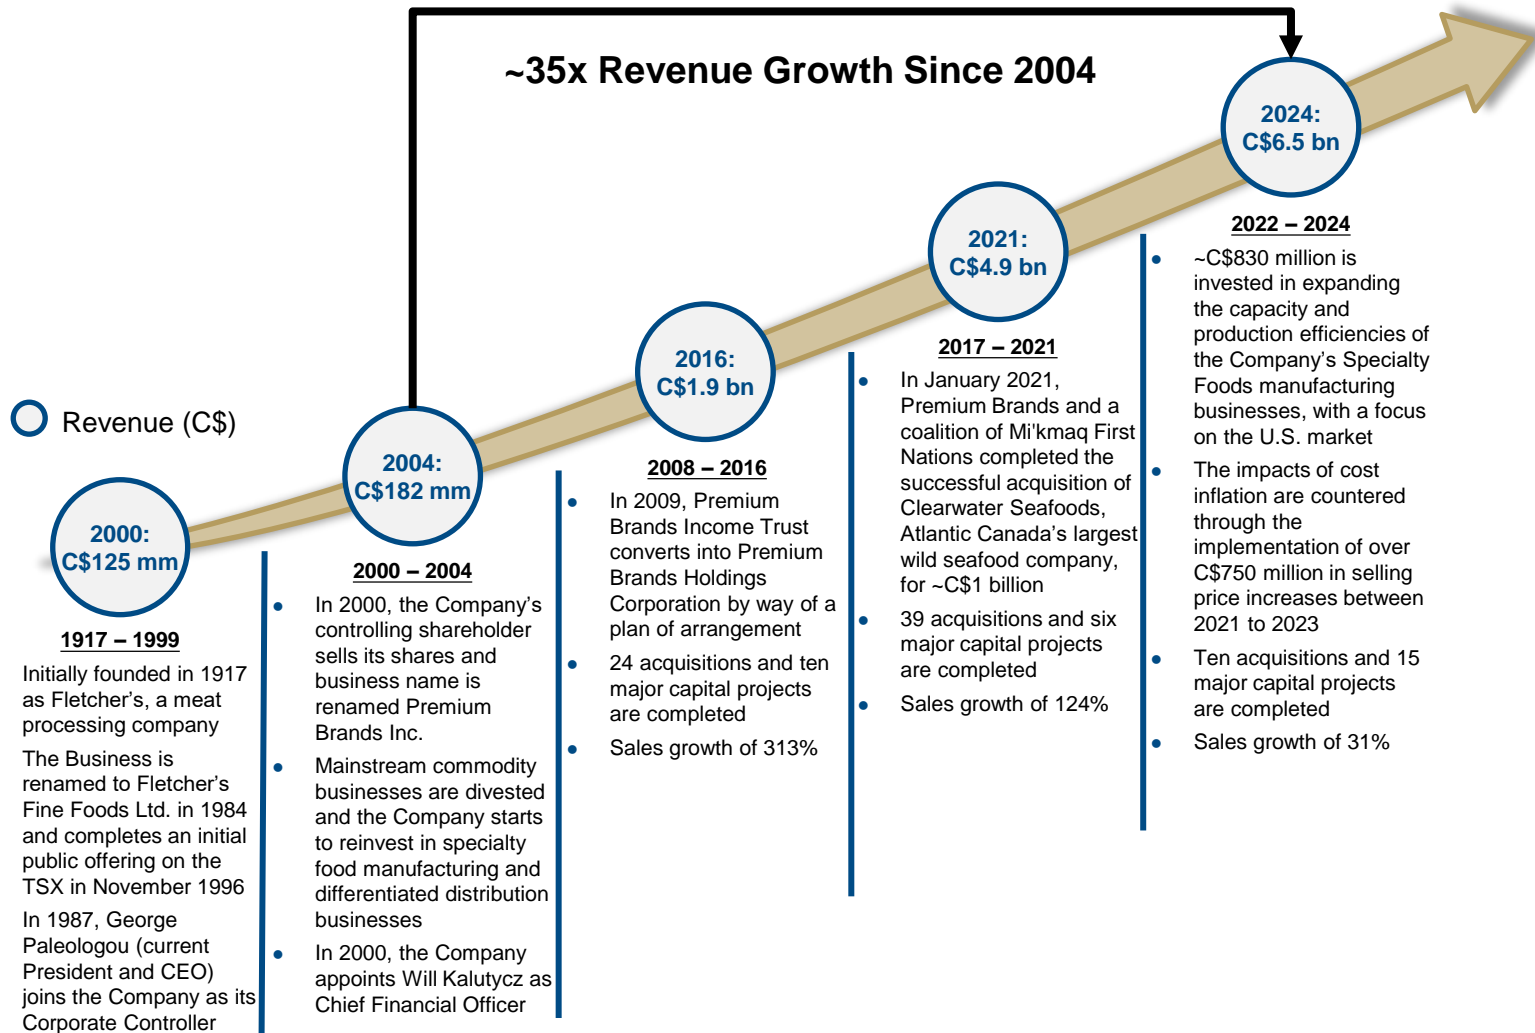 ~35x Revenue Growth Since 2004
2024:
C$6.5 bn
2021:
C$4.9 bn
2016:
C$1.9 bn
2004:
C$182 mm
2000:
C$125 mm
Revenue (C$)
1917 – 1999
Initially founded in 1917
as Fletcher’s, a meat
processing company
The Business is
renamed to Fletcher’s
Fine Foods Ltd. in 1984
and completes an initial
public offering on the
TSX in November 1996
In 1987, George
Paleologou (current
President and CEO)
joins the Company as its
Corporate Controller
2000 – 2004
• In 2000, the Company’s
controlling shareholder
sells its shares and
business name is
renamed Premium
Brands Inc.
• Mainstream commodity
businesses are divested
and the Company starts
to reinvest in specialty
food manufacturing and
differentiated distribution
businesses
• In 2000, the Company
appoints Will Kalutycz as
Chief Financial Officer
2008 – 2016
• In 2009, Premium
Brands Income Trust
converts into Premium
Brands Holdings
Corporation by way of a
plan of arrangement
• 24 acquisitions and ten
major capital projects
are completed
• Sales growth of 313%
2017 – 2021
• In January 2021,
Premium Brands and a
coalition of Mi'kmaq First
Nations completed the
successful acquisition of
Clearwater Seafoods,
Atlantic Canada’s largest
wild seafood company,
for ~C$1 billion
• 39 acquisitions and six
major capital projects
are completed
• Sales growth of 124%
2022 – 2024
• ~C$830 million is
invested in expanding
the capacity and
production efficiencies of
the Company’s Specialty
Foods manufacturing
businesses, with a focus
on the U.S. market
• The impacts of cost
inflation are countered
through the
implementation of over
C$750 million in selling
price increases between
2021 to 2023
• Ten acquisitions and 15
major capital projects
are completed
• Sales growth of 31%